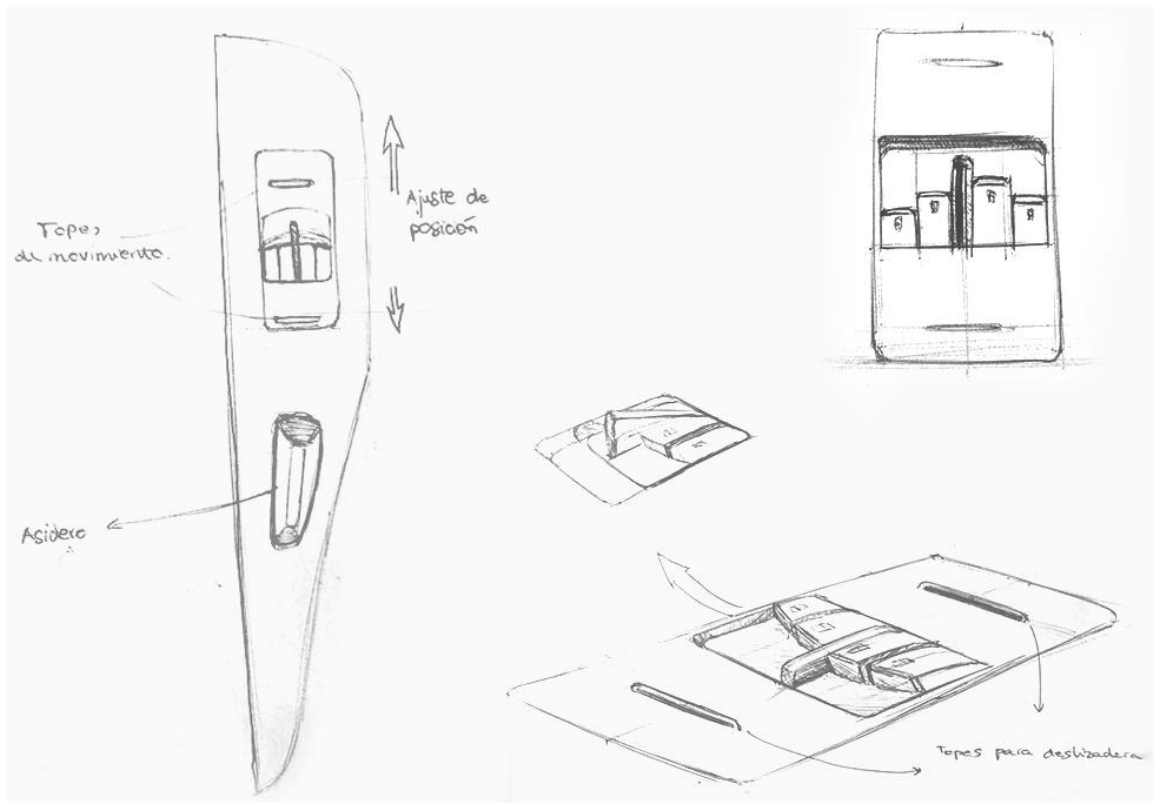 Topes
de movimiento.
Ajuste de
posición
Asidero
Topes para deslizadera